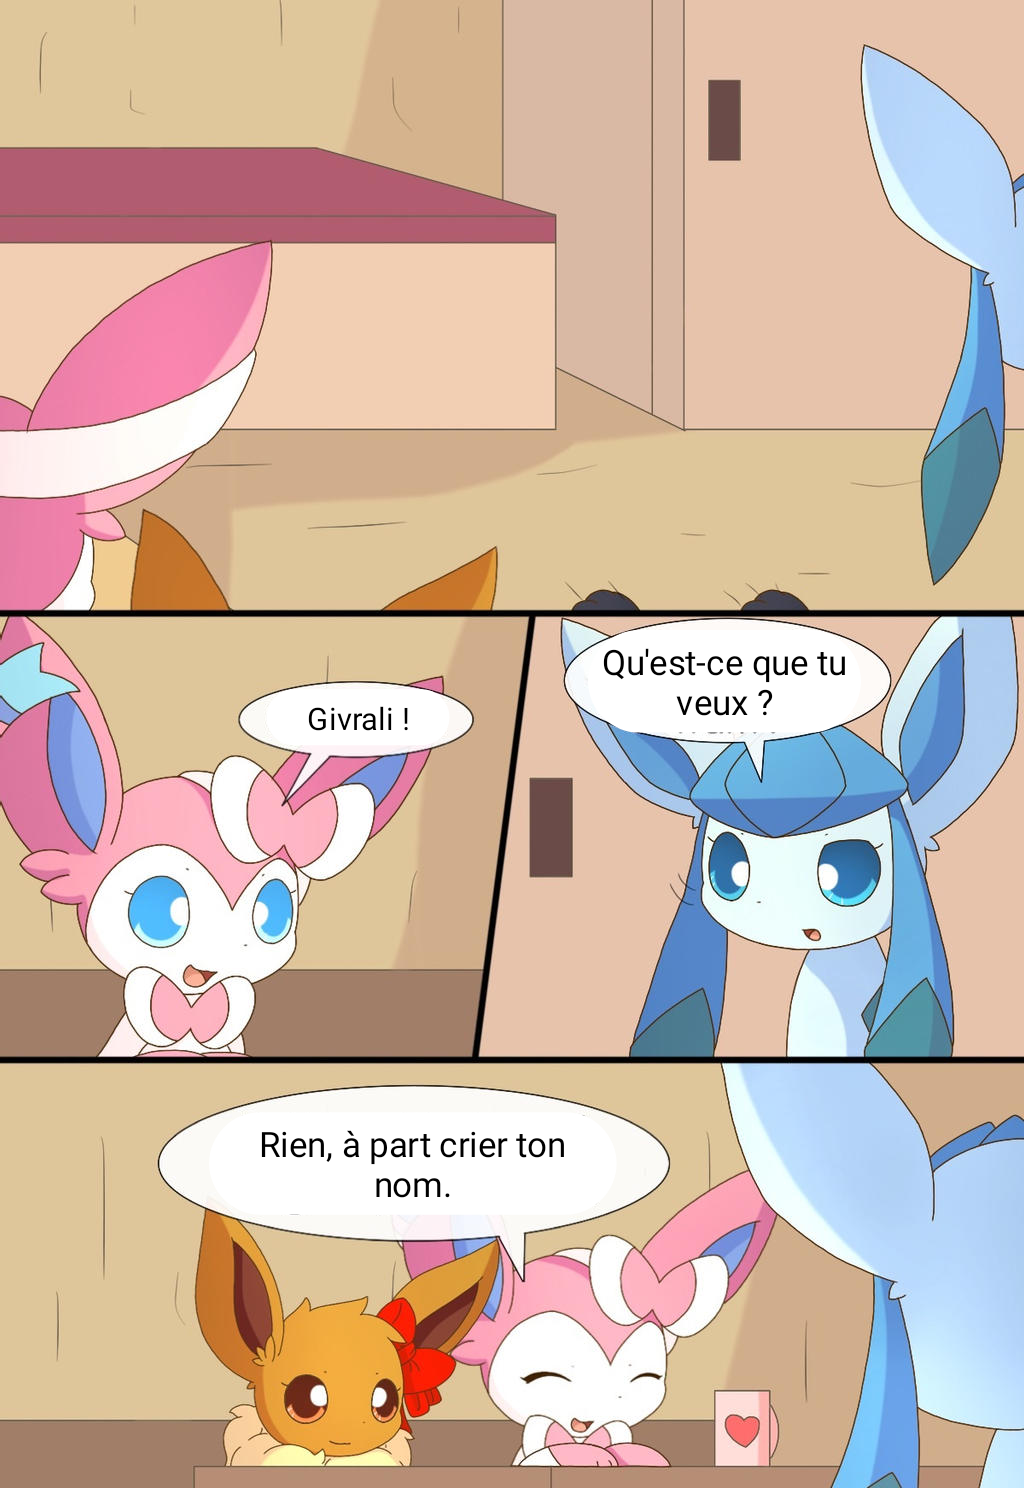 Givrali !
Qu'est-ce que tu
veux ?
Rien, à part crier ton
nom.